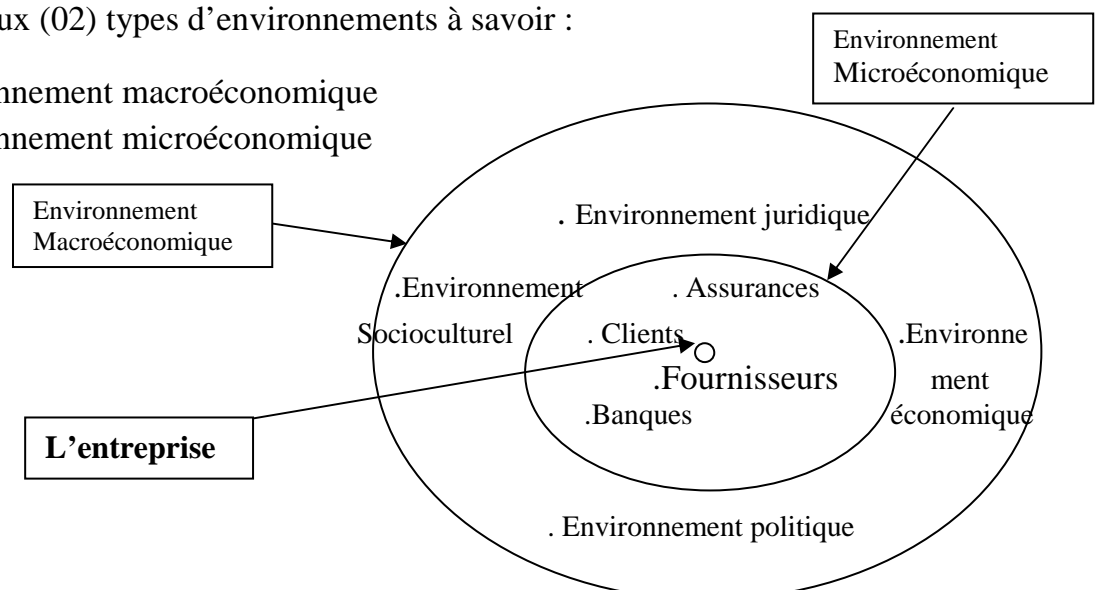 ux (02) types d’environnements à savoir :
Environnement
Microéconomique
nnement macroéconomique
nnement microéconomique
Environnement
Macroéconomique
. Environnement juridique
.Environnement
. Assurances
Socioculturel
. Clients
.Environne
.Fournisseurs
ment
.Banques
économique
L’entreprise
. Environnement politique